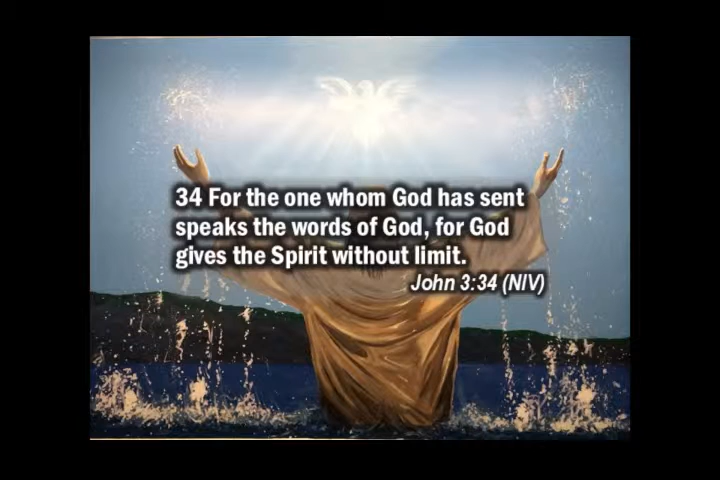 34 For the one whom God has sent
speaks the words of God, for God
gives the Spirit without limit.
John 3:34 (NIV)